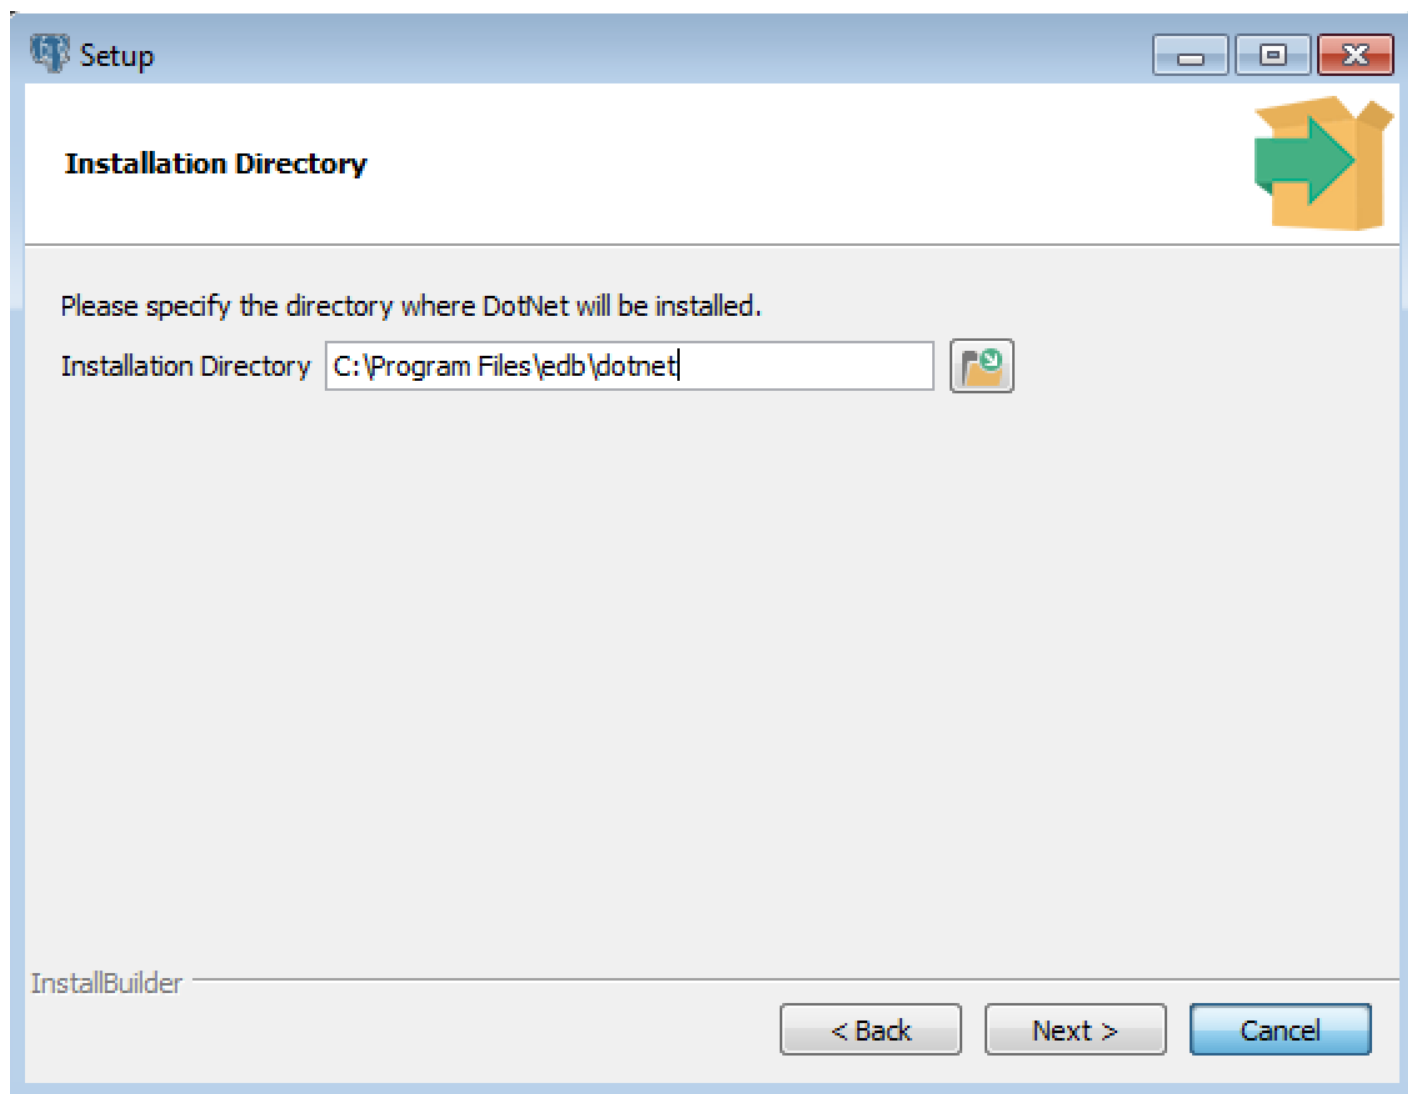 Setup
Installation Directory
Please specify the directory where DotNet will be installed.
Installation Directory C:\Program Files\edb\dotnet
InstallBuilder
< Back Next > Cancel